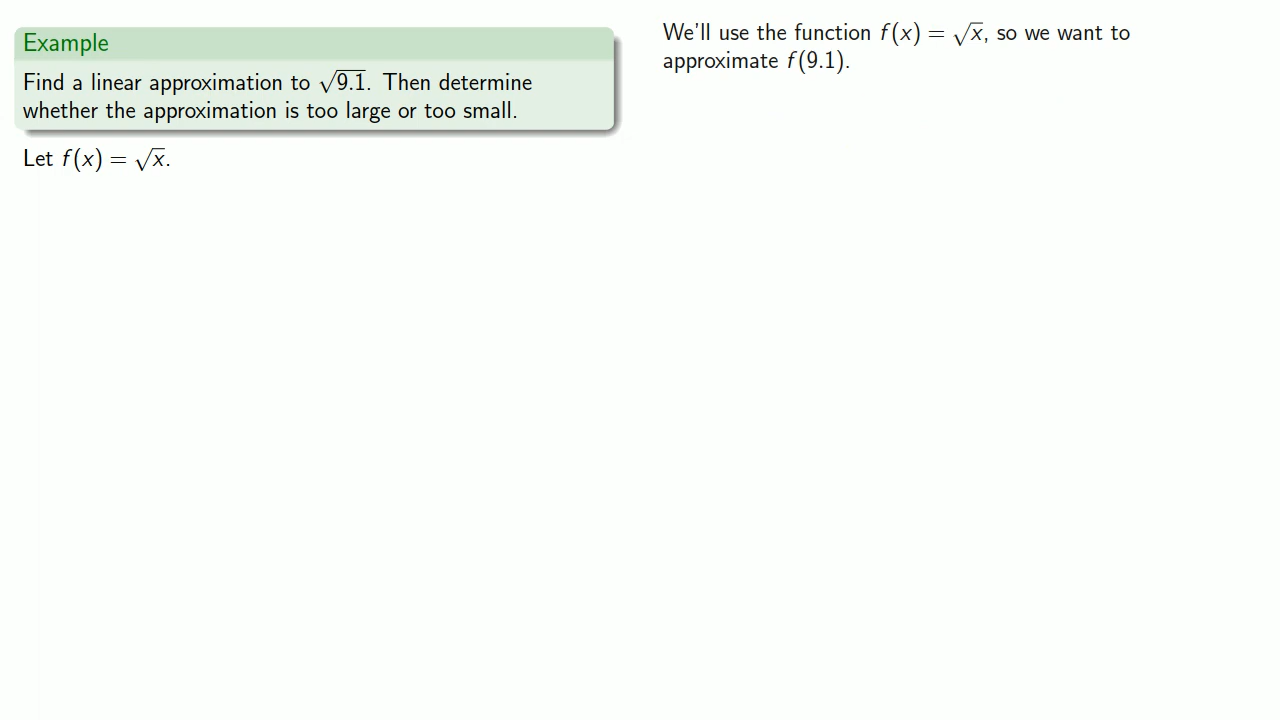 Example
Find a linear approximation to √9.1. Then determine
whether the approximation is too large or too small.
Let f(x) = √x.
We'll use the function f(x) = √x, so we want to
approximate f(9.1).